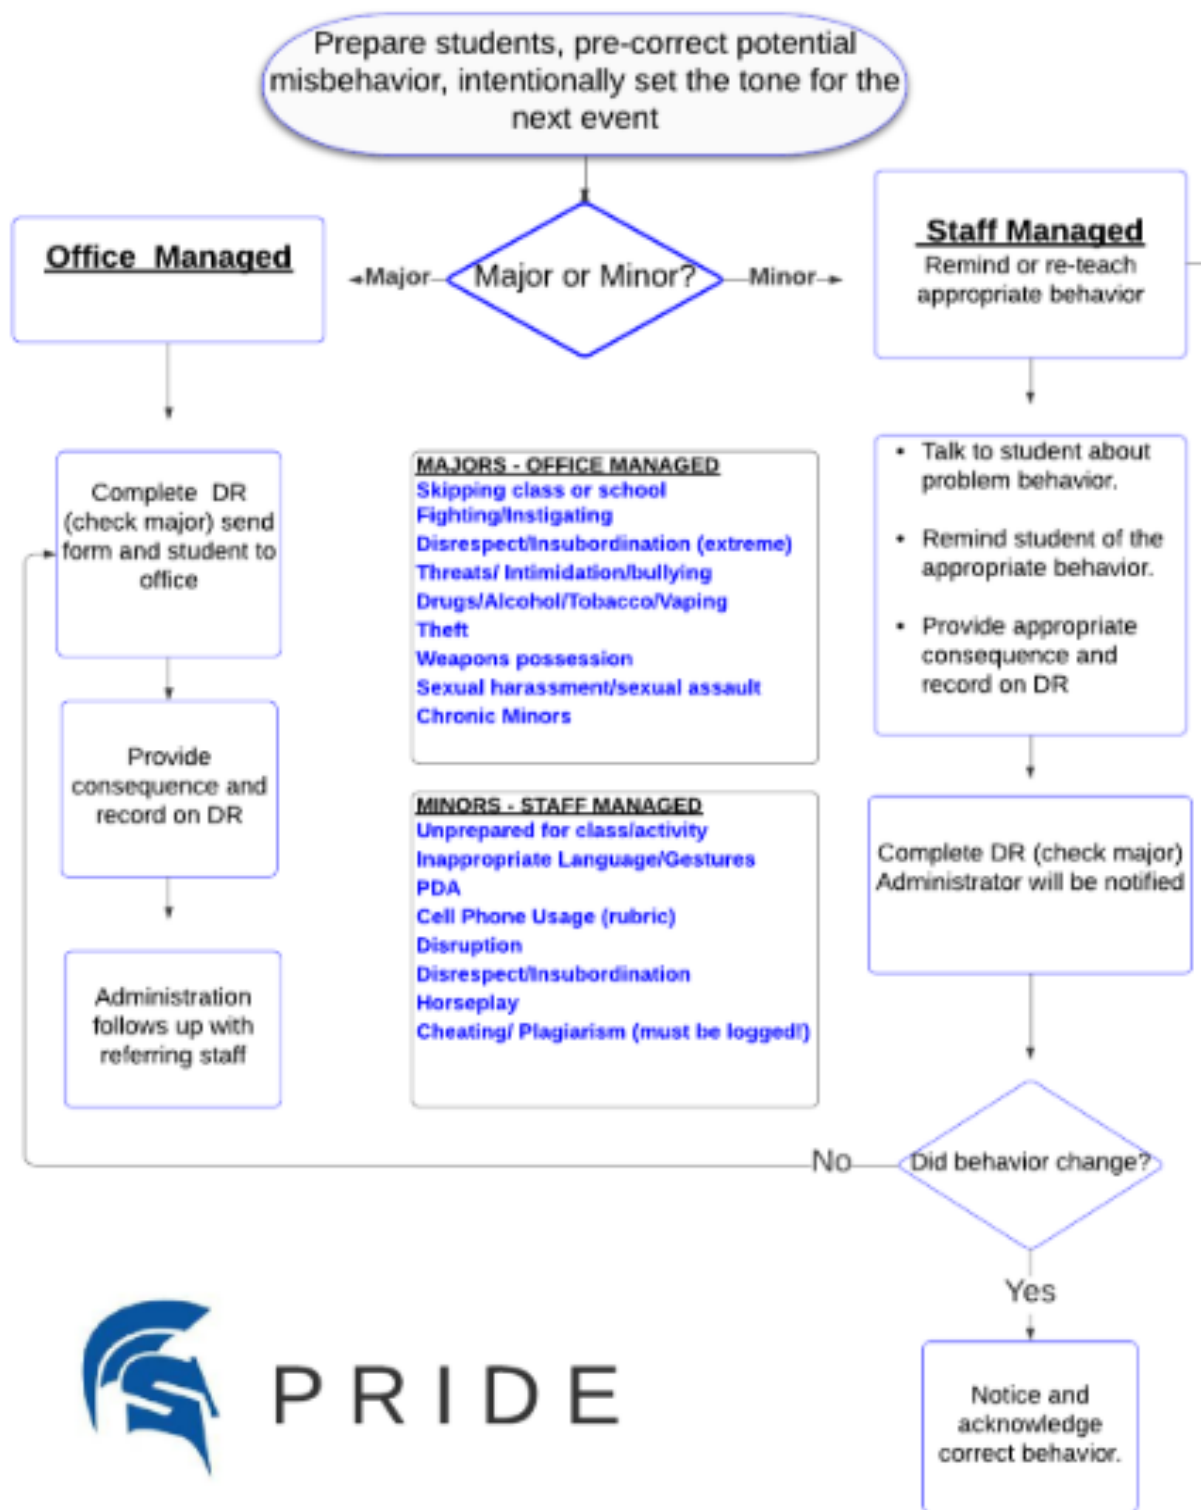 Prepare students, pre-correct potential
misbehavior, intentionally set the tone for the
next event
Office  Managed
Major
Major or Minor?
Minor
Staff Managed
Remind or re-teach
appropriate behavior
Complete  DR
(check major) send
form and student to
office
MAJORS - OFFICE MANAGED
Skipping class or school
Fighting/Instigating
Disrespect/Insubordination (extreme)
Threats/ Intimidation/bullying
Drugs/Alcohol/Tobacco/Vaping
Theft
Weapons possession
Sexual harassment/sexual assault
Chronic Minors
• Talk to student about
problem behavior.
• Remind student of the
appropriate behavior.
• Provide appropriate
consequence and
record on DR
Provide
consequence and
record on DR
MINORS - STAFF MANAGED
Unprepared for class/activity
Inappropriate Language/Gestures
PDA
Cell Phone Usage (rubric)
Disruption
Disrespect/Insubordination
Horseplay
Cheating/ Plagiarism (must be logged!)
Complete DR (check major)
Administrator will be notified
Administration
follows up with
referring staff
No
Did behavior change?
Yes
Notice and
acknowledge
correct behavior.
PRIDE